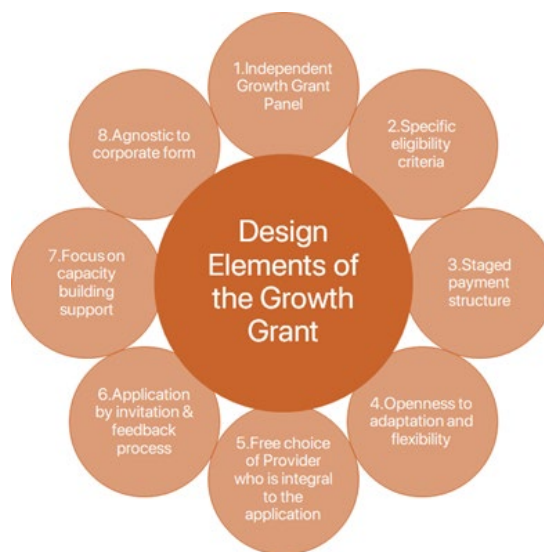 Design
Elements of
the Growth
Grant
1.Independent
Growth Grant
Panel
2.Specific
eligibility
criteria
3.Staged
payment
structure
4.Openness to
adaptation and
flexibility
5.Free choice
of Provider
who is integral
to the
application
6.Application
by invitation &
feedback
process
7.Focus on
capacity
building
support
8.Agnostic to
corporate form